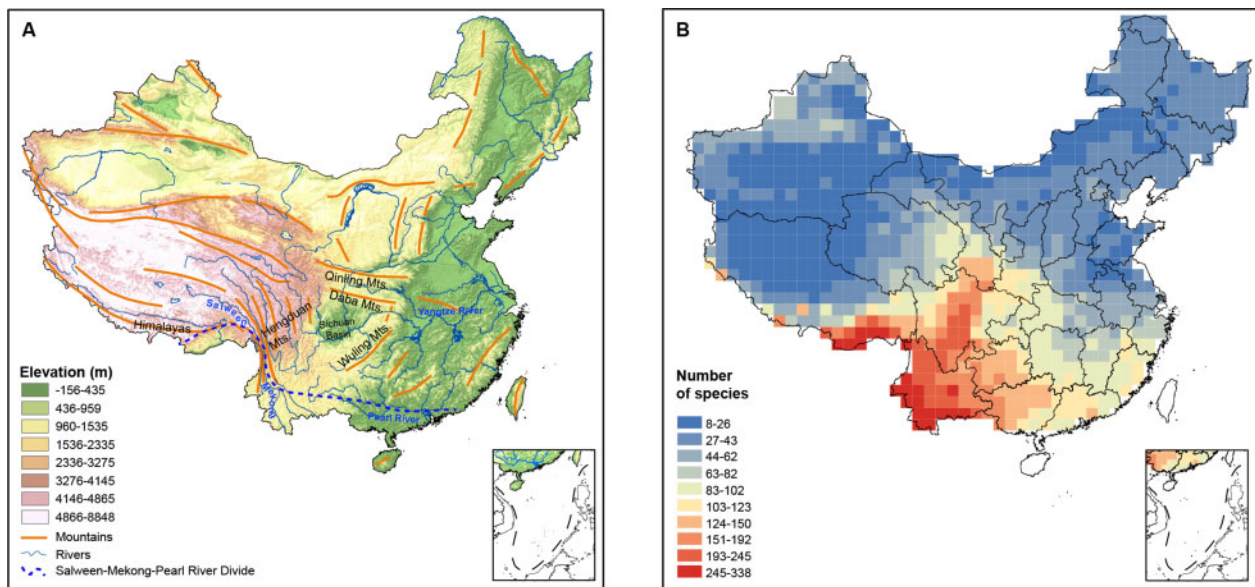 A
Qinling Mts.
Daba Mts.
Yangtze River
Salween
Hengduan
Mts.
Sichuan
Basin
Himalayas
Wuling Mts.
Mekong
Pearl River
Elevation (m)
-156-435
436-959
960-1535
1536-2335
2336-3275
3276-4145
4146-4865
4866-8848
Mountains
Rivers
Salween-Mekong-Pearl River Divide
B
Number
of species
8-26
27-43
44-62
63-82
83-102
103-123
124-150
151-192
193-245
245-338